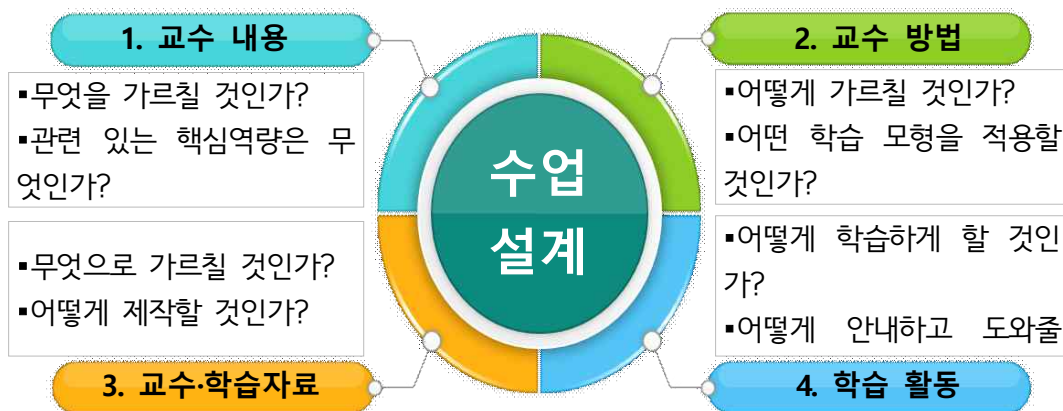 1. 교수 내용
▪무엇을 가르칠 것인가?
▪관련 있는 핵심역량은 무
엇인가?
2. 교수 방법
▪어떻게 가르칠 것인가?
▪어떤 학습 모형을 적용할
것인가?
수업
설계
▪무엇으로 가르칠 것인가?
▪어떻게 제작할 것인가?
3. 교수·학습자료
▪어떻게 학습하게 할 것인
가?
▪어떻게 안내하고 도와줄
4. 학습 활동